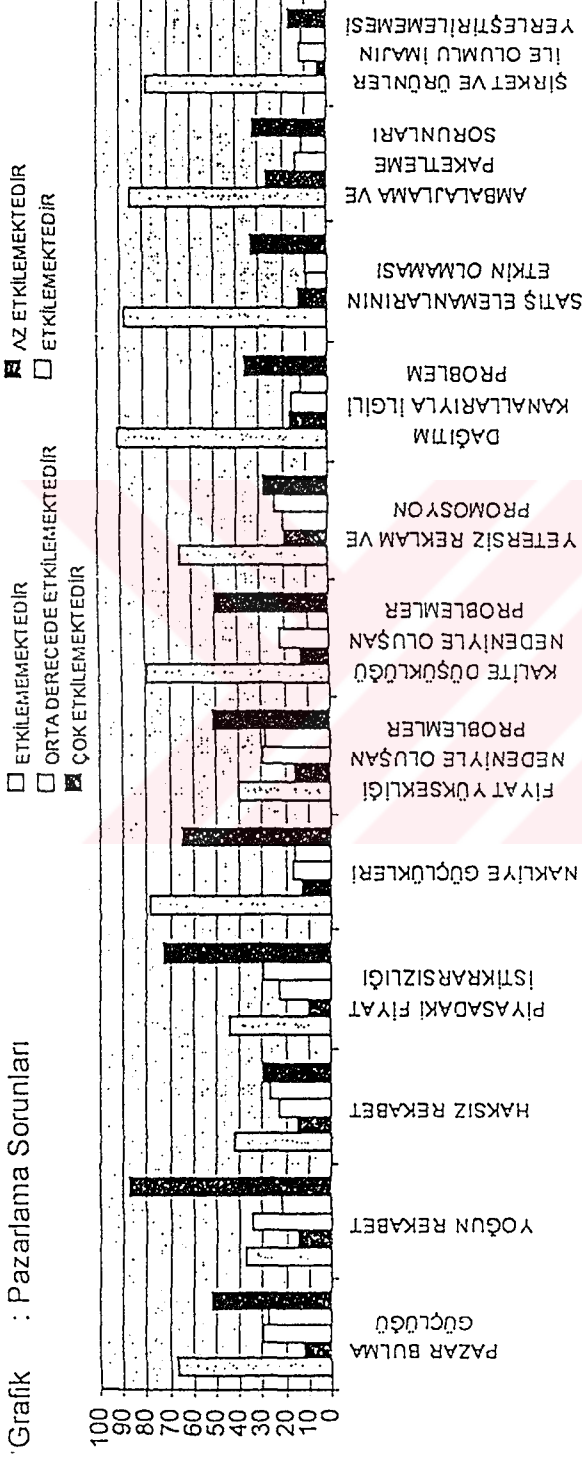 'Grafik : Pazarlama Sorunları
ETKİLEMEMEKTEDİR
ORTA DERECEDE ETKİLEMEKTEDİR
ÇOK ETKİLEMEKTEDİR
AZ ETKİLEMEKTEDİR
ETKİLEMEKTEDİR
100
90
80
70
60
50
40
30
20
10
0
PAZAR BULMA
GÜÇLÜĞÜ
YOĞUN REKABET
HAKSIZ REKABET
PİYASADAKİ FİYAT
İSTİKRARSIZLIĞI
NAKLİYE GÜÇLÜKLERİ
FİYAT YÜKSEKLİĞİ
NEDENİYLE OLUŞAN
PROBLEMLER
KALİTE DÜŞÜKLÜĞÜ
NEDENİYLE OLUŞAN
PROBLEMLER
YETERSİZ REKLAM VE
PROMOSYON
DAĞITIM
KANALLARIYLA İLGİLİ
PROBLEM
SATIŞ ELEMANLARININ
ETKİN OLMAMASI
AMBALAJLAMA VE
PAKETLEME
SORUNLARI
ŞİRKET VE ÜRÜNLER
İLE OLUMLU İMAJIN
YERLEŞTİRİLEMEMESİ